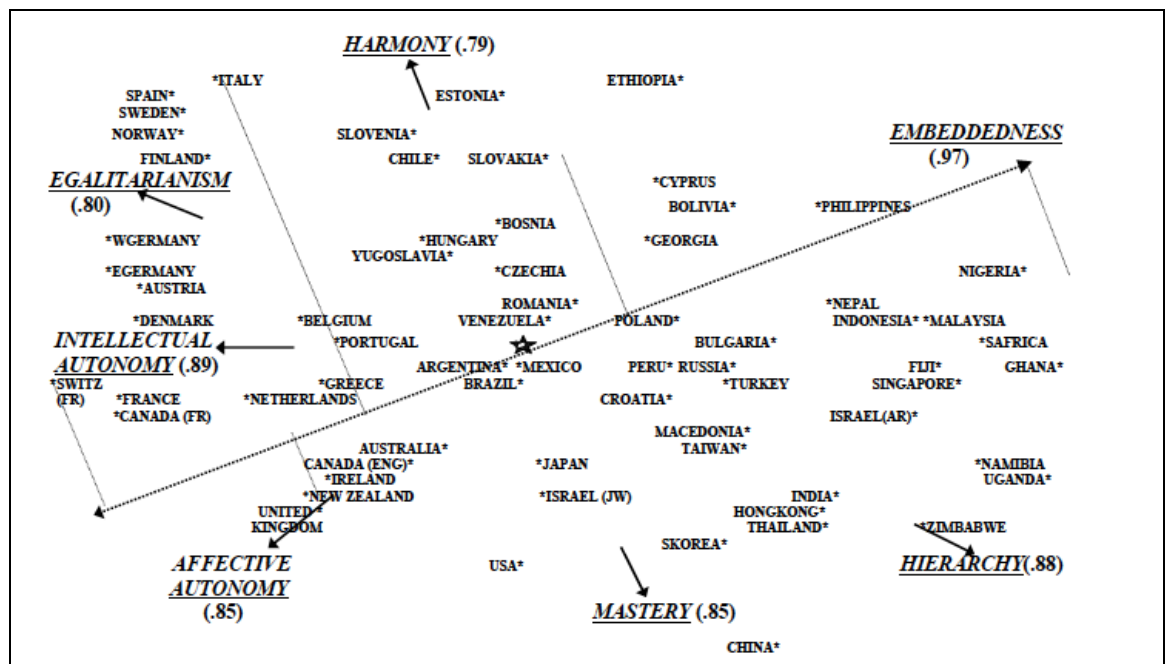 HARMONY (.79)
*ITALY
ETHIOPIA*
SPAIN*
ESTONIA*
SWEDEN*
NORWAY*
SLOVENIA*
EMBEDDEDNESS
(.97)
FINLAND*
CHILE*
SLOVAKIA*
EGALITARIANISM
(.80)
*CYPRUS
BOLIVIA*
*PHILIPPINES
*BOSNIA
*WGERMANY
*HUNGARY
*GEORGIA
YUGOSLAVIA*
*EGERMANY
*CZECHIA
NIGERIA*
*AUSTRIA
ROMANIA*
*NEPAL
*DENMARK
*BELGIUM
VENEZUELA*
POLAND*
INDONESIA* *MALAYSIA
INTELLECTUAL
AUTONOMY (.89)
*PORTUGAL
BULGARIA*
*SAFRICA
ARGENTINA* *MEXICO
PERU* RUSSIA*
FIJI*
GHANA*
*SWITZ
(FR)
*GREECE
BRAZIL*
*TURKEY
SINGAPORE*
*FRANCE
*NETHERLANDS
CROATIA*
*CANADA (FR)
ISRAEL(AR)*
MACEDONIA*
AUSTRALIA*
TAIWAN*
CANADA (ENG)*
*JAPAN
*NAMIBIA
*IRELAND
UGANDA*
*NEW ZEALAND
*ISRAEL (JW)
INDIA*
UNITED *
KINGDOM
HONGKONG*
THAILAND*
*ZIMBABWE
SKOREA*
AFFECTIVE
AUTONOMY
(.85)
USA*
HIERARCHY(.88)
MASTERY (.85)
CHINA*